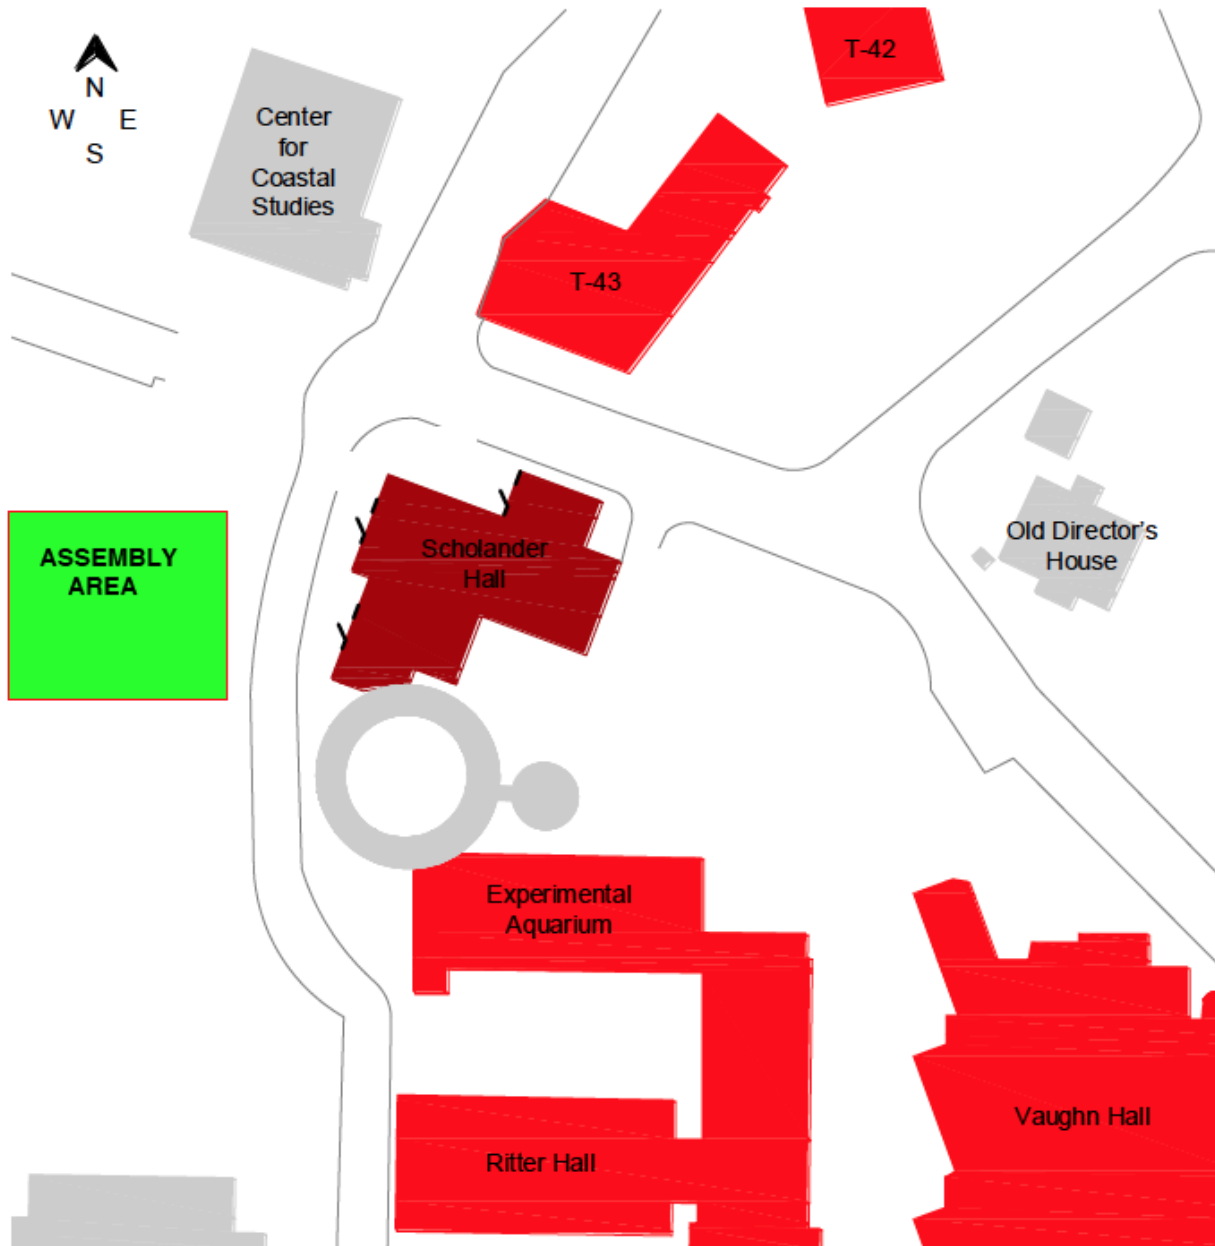 T-42
N
W E
S
Center
for
Coastal
Studies
T-43
Old Director's
House
Scholander
Hall
ASSEMBLY
AREA
Experimental
Aquarium
Vaughn Hall
Ritter Hall